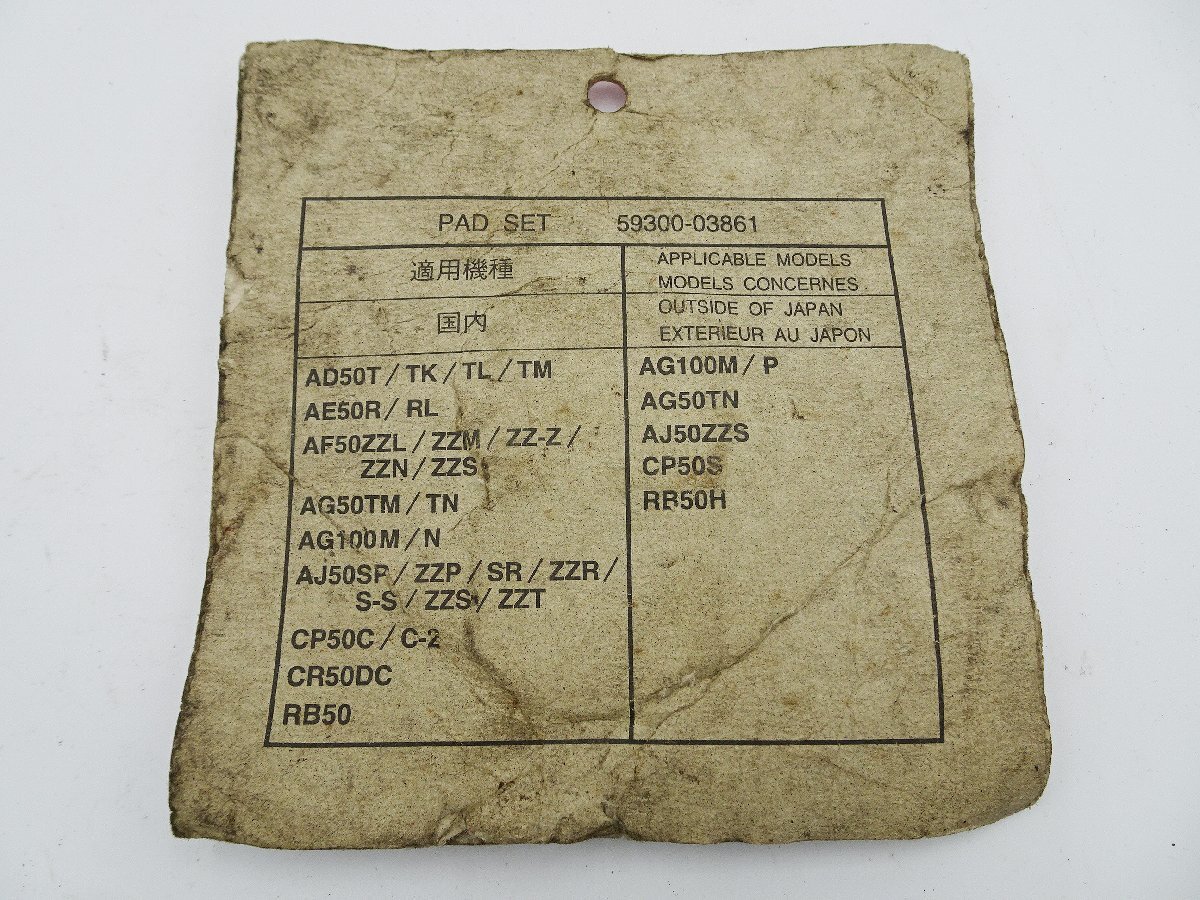 PAD SET 59300-03861
適用機種
APPLICABLE MODELS
MODELS CONCERNES
国内
OUTSIDE OF JAPAN
EXTERIEUR AU JAPON
AD50T / TK / TL / TM
AE50R / RL
AF50ZZL / ZZM / ZZ-Z /
ZZN / ZZS
AG50TM / TN
AG100M / N
AJ50SP / ZZP / SR / ZZR /
S-S / ZZS / ZZT
CP50C / C-2
CR50DC
RB50
AG100M / P
AG50TN
AJ50ZZS
CP50S
RB50H